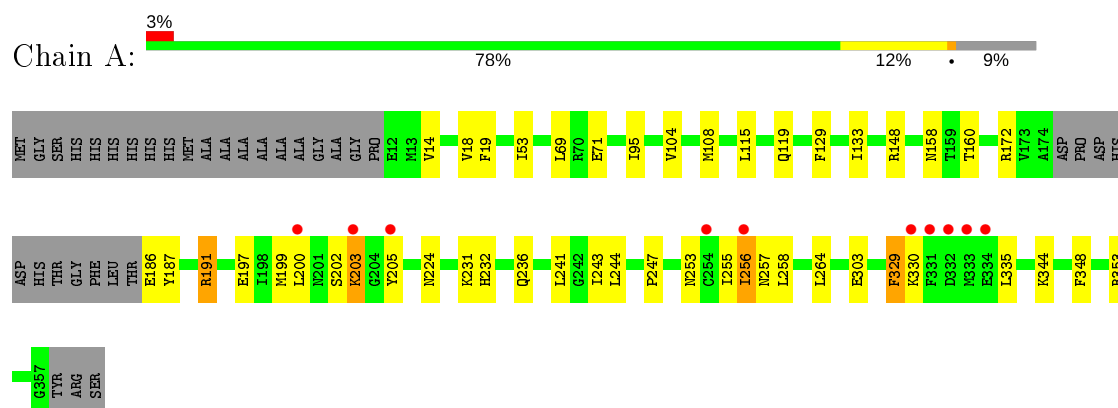 3%
Chain A:
78% 12% • 9%
MET GLY SER HIS HIS HIS HIS HIS HIS MET ALA ALA ALA ALA ALA ALA GLY ALA GLY PRO E12 M13 V14 V18 F19 I53 L69 R70 E71 I95 V104 M108 L115 Q119 F129 I133 R148 N158 T159 T160 R172 V173 A174 ASP PRO ASP HIS
ASP HIS THR GLY PHE LEU THR E186 Y187 R191 E197 I198 M199 L200 N201 S202 K203 G204 Y205 N224 K231 H232 Q236 L241 G242 I243 L244 P247 N253 C254 I255 I256 N257 L258 L264 E303 F329 K330 F331 D332 M333 E334 L335 K344 F348 R353
G357 TYR ARG SER